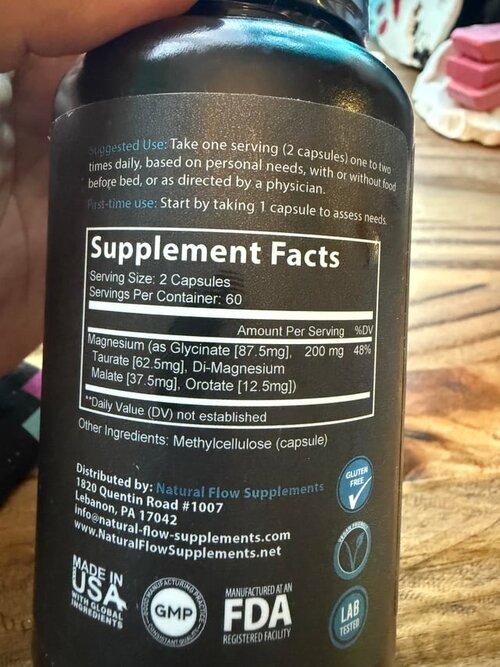 Suggested Use: Take one serving (2 capsules) one to two
times daily, based on personal needs, with or without food
before bed, or as directed by a physician.
First-time use: Start by taking 1 capsule to assess needs.
Supplement Facts
Serving Size: 2 Capsules
Servings Per Container: 60
Amount Per Serving %DV
Magnesium (as Glycinate [87.5mg], 200 mg 48%
Taurate [62.5mg], Di-Magnesium
Malate [37.5mg], Orotate [12.5mg])
**Daily Value (DV) not established
Other Ingredients: Methylcellulose (capsule)
Distributed by: Natural Flow Supplements
1820 Quentin Road #1007
Lebanon, PA 17042
info@natural-flow-supplements.com
www.NaturalFlowSupplements.net
GLUTEN
FREE
MADE IN
USA
WITH GLOBAL
INGREDIENTS
GOOD MANUFACTURING PRACTICE
GMP
MANUFACTURED AT AN
FDA
REGISTERED FACILITY
LAB
TESTED